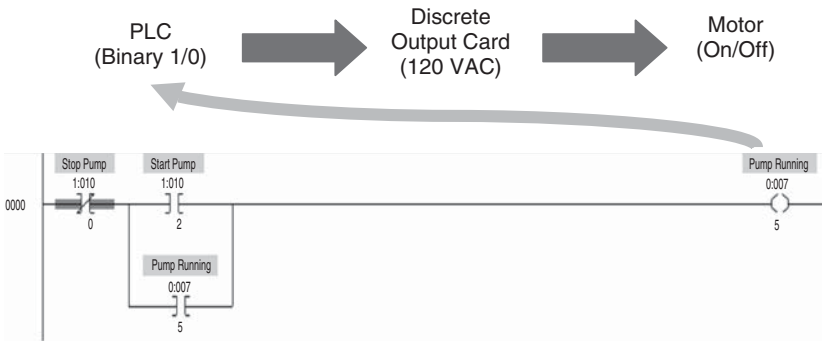 PLC
(Binary 1/0)
Discrete
Output Card
(120 VAC)
Motor
(On/Off)
Stop Pump
1:010
0
Start Pump
1:010
2
Pump Running
0:007
5
0000
Pump Running
0:007
5